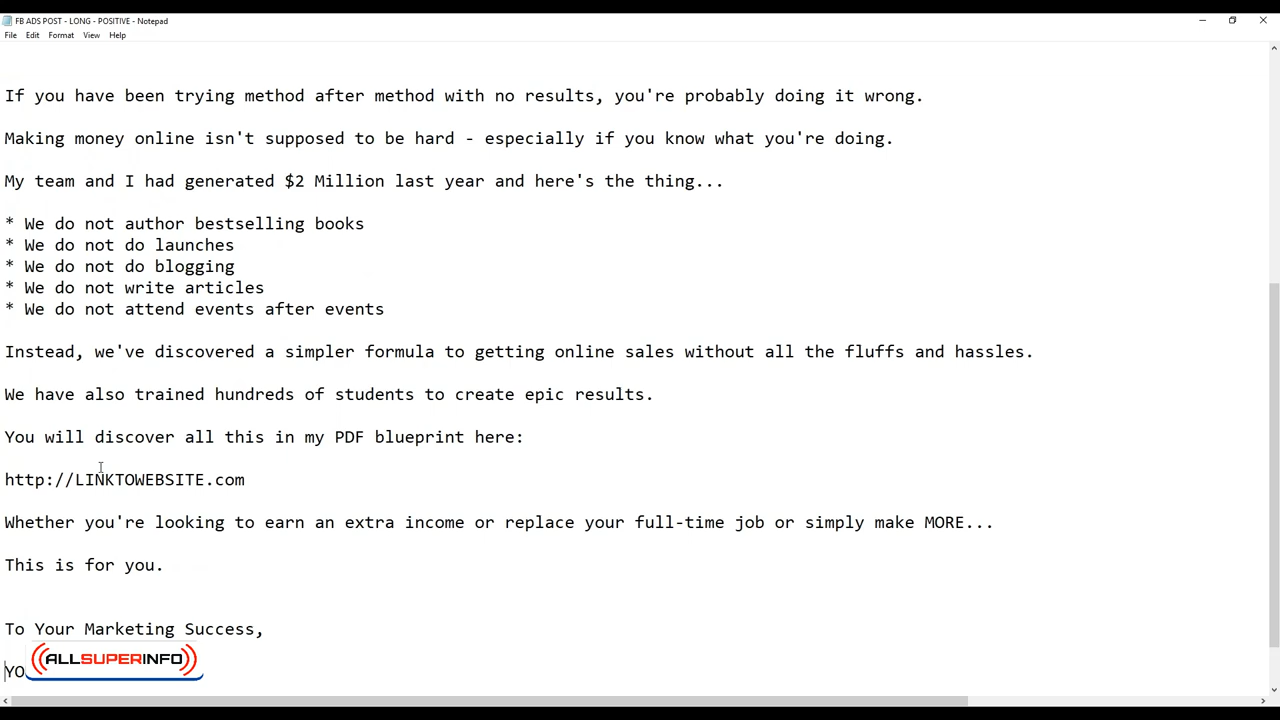 FB ADS POST - LONG - POSITIVE - Notepad
File Edit Format View Help
If you have been trying method after method with no results, you're probably doing it wrong.
Making money online isn't supposed to be hard - especially if you know what you're doing.
My team and I had generated $2 Million last year and here's the thing...
* We do not author bestselling books
* We do not do launches
* We do not do blogging
* We do not write articles
* We do not attend events after events
Instead, we've discovered a simpler formula to getting online sales without all the fluffs and hassles.
We have also trained hundreds of students to create epic results.
You will discover all this in my PDF blueprint here:
http://LINKTOWEBSITE.com
Whether you're looking to earn an extra income or replace your full-time job or simply make MORE...
This is for you.
To Your Marketing Success,
YO
ALLSUPERINFO